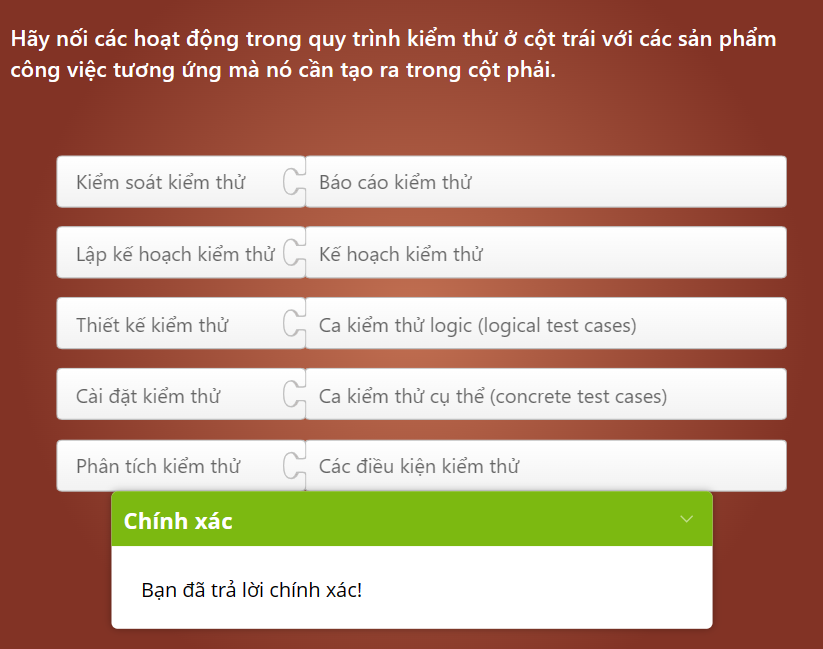 Hãy nối các hoạt động trong quy trình kiểm thử ở cột trái với các sản phẩm
công việc tương ứng mà nó cần tạo ra trong cột phải.
Kiểm soát kiểm thử
Báo cáo kiểm thử
Lập kế hoạch kiểm thử
Kế hoạch kiểm thử
Thiết kế kiểm thử
Ca kiểm thử logic (logical test cases)
Cài đặt kiểm thử
Ca kiểm thử cụ thể (concrete test cases)
Phân tích kiểm thử
Các điều kiện kiểm thử
Chính xác
Bạn đã trả lời chính xác!